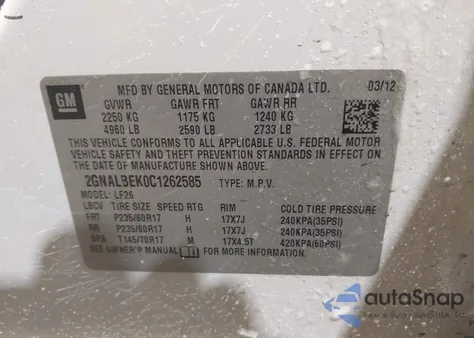 GM
MFD BY GENERAL MOTORS OF CANADA LTD. 03/12
GVWR GAWR FRT GAWR RR
2250 KG 1175 KG 1240 KG
4960 LB 2590 LB 2733 LB
THIS VEHICLE CONFORMS TO ALL APPLICABLE U.S. FEDERAL MOTOR
VEHICLE SAFETY AND THEFT PREVENTION STANDARDS IN EFFECT ON
THE DATE OF MANUFACTURE SHOWN ABOVE.
2GNALBEK0C1262585 TYPE: M.P.V.
MODEL: LF26
LBCV TIRE SIZE SPEED RTG RIM COLD TIRE PRESSURE
FRT P235/60R17 H 17X7J 240KPA(35PSI)
RR P235/60R17 H 17X7J 240KPA(35PSI)
SPA T145/70R17 M 17X4.5T 420KPA(60PSI)
SEE OWNER'S MANUAL FOR MORE INFORMATION.
autoSnap